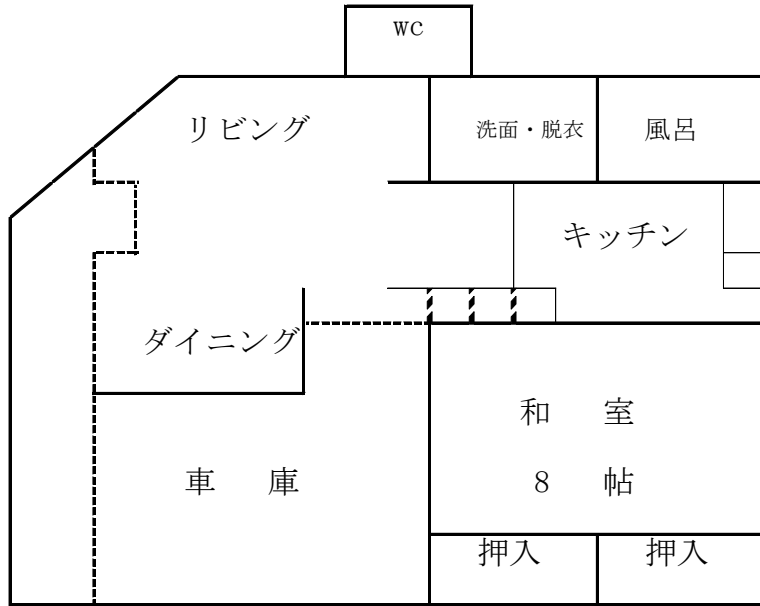 WC
リビング
洗面・脱衣
風呂
キッチン
ダイニング
和　室
8　帖
車　庫
押入
押入